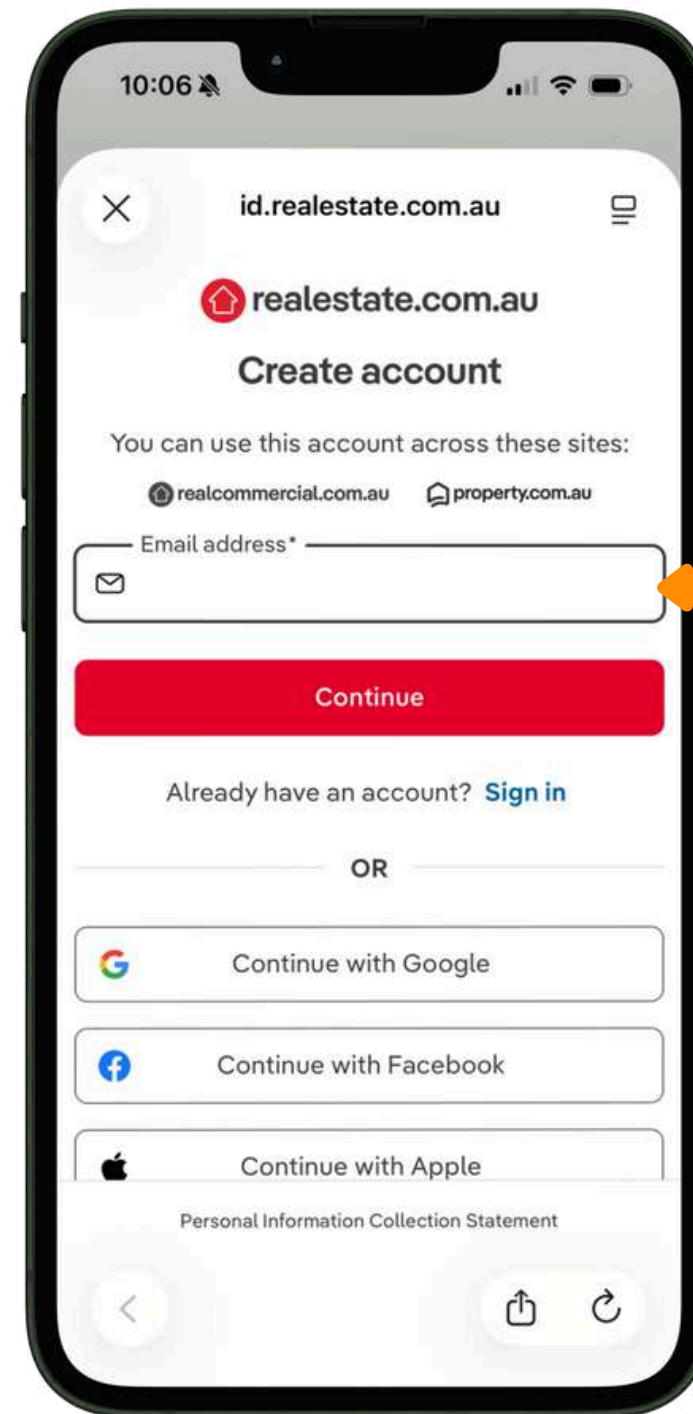 10:06
id.realestate.com.au
realestate.com.au
Create account
You can use this account across these sites:
realcommercial.com.au property.com.au
Email address*
Continue
Already have an account? Sign in
OR
Continue with Google
Continue with Facebook
Continue with Apple
Personal Information Collection Statement